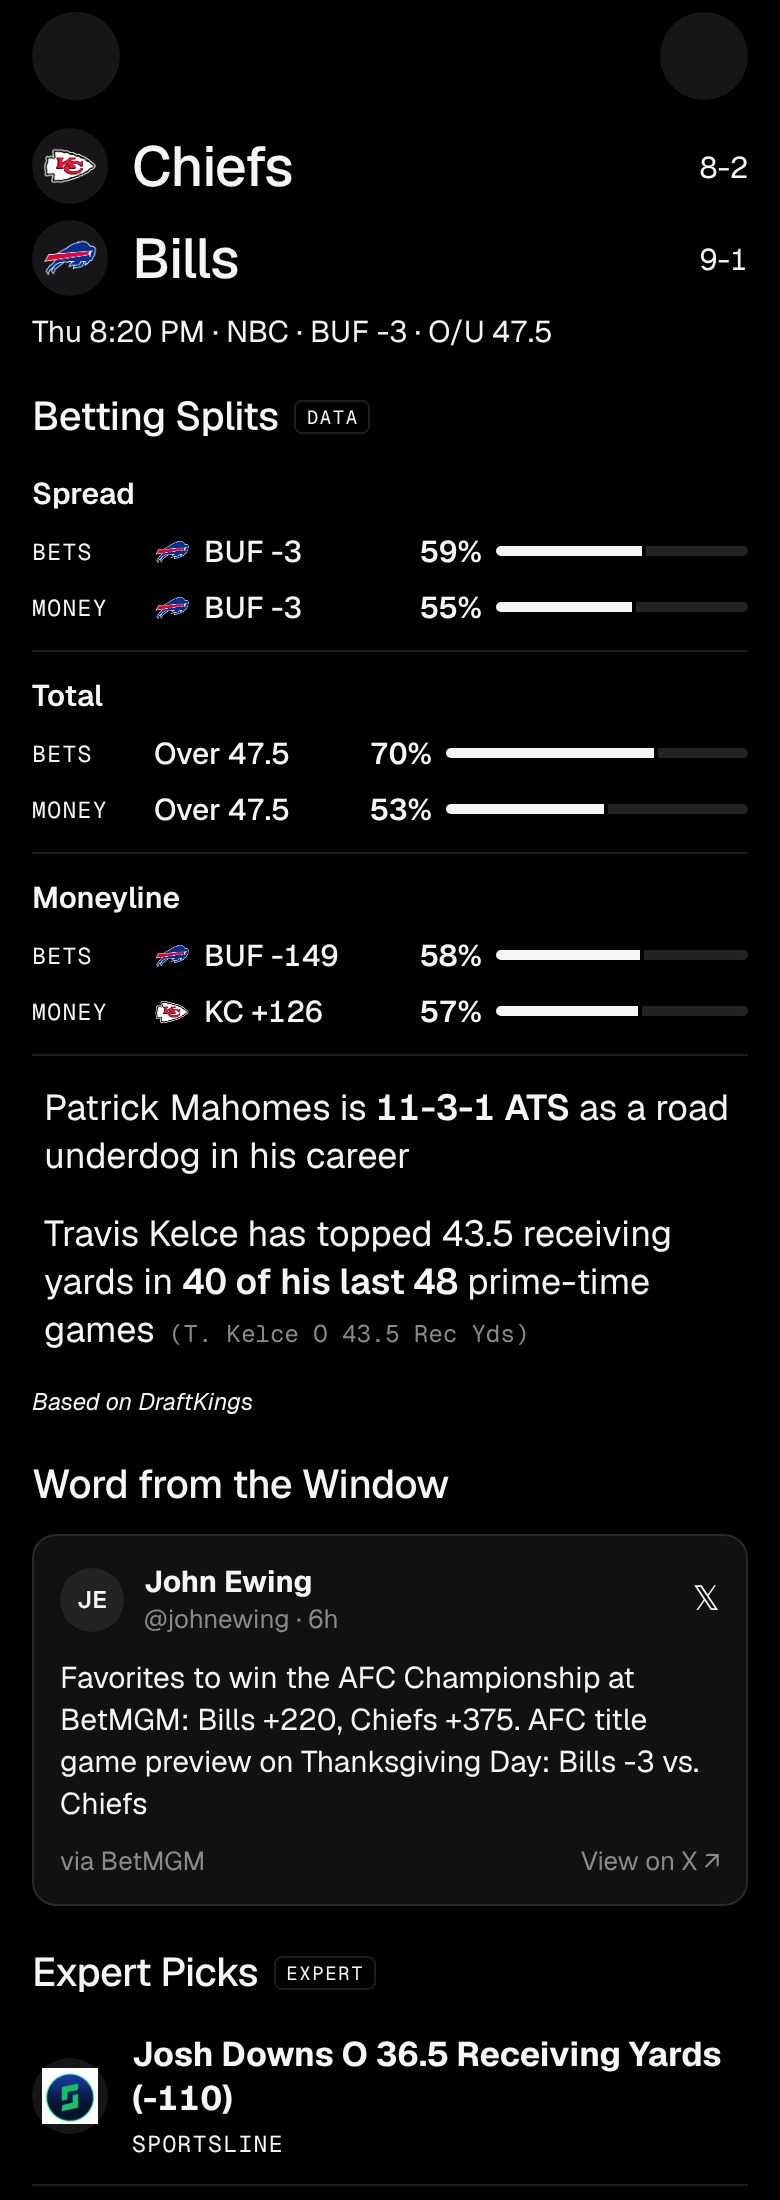 Chiefs 8-2
Bills 9-1
Thu 8:20 PM · NBC · BUF -3 · O/U 47.5
Betting Splits DATA
Spread
BETS BUF -3 59%
MONEY BUF -3 55%
Total
BETS Over 47.5 70%
MONEY Over 47.5 53%
Moneyline
BETS BUF -149 58%
MONEY KC +126 57%
Patrick Mahomes is 11-3-1 ATS as a road
underdog in his career
Travis Kelce has topped 43.5 receiving
yards in 40 of his last 48 prime-time
games (T. Kelce O 43.5 Rec Yds)
Based on DraftKings
Word from the Window
JE John Ewing 𝕏
@johnewing · 6h
Favorites to win the AFC Championship at
BetMGM: Bills +220, Chiefs +375. AFC title
game preview on Thanksgiving Day: Bills -3 vs.
Chiefs
via BetMGM View on X ↗
Expert Picks EXPERT
Josh Downs O 36.5 Receiving Yards
(-110)
SPORTSLINE